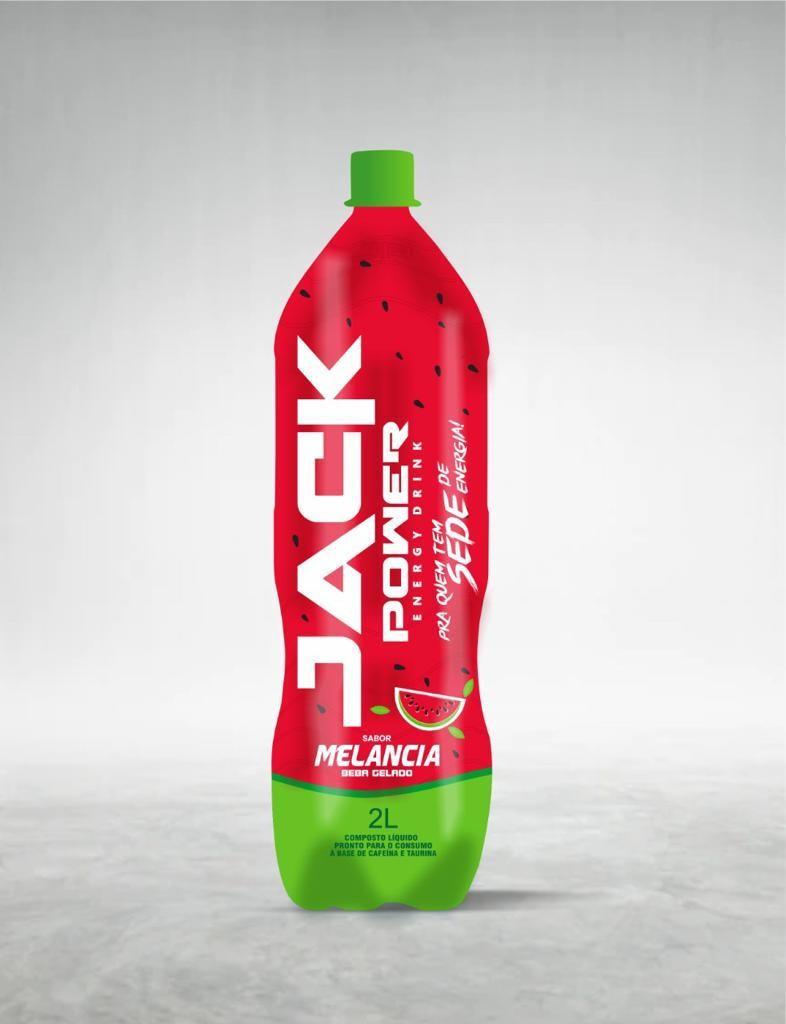 JACK
POWER
ENERGY DRINK
PRA QUEM TEM
SEDE DE
ENERGIA!
SABOR
MELANCIA
BEBA GELADO
2L
COMPOSTO LÍQUIDO
PRONTO PARA O CONSUMO
À BASE DE CAFEÍNA E TAURINA